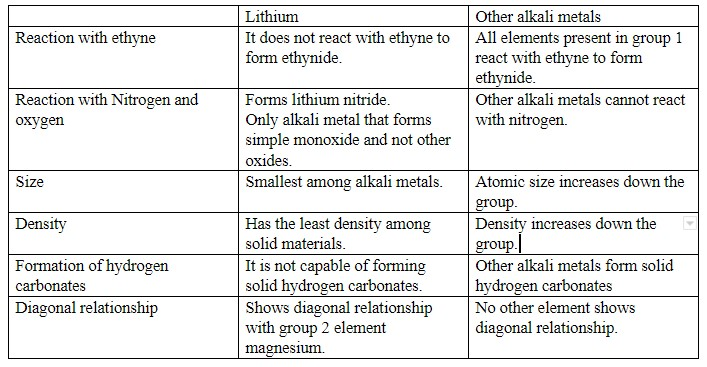 Lithium Other alkali metals
Reaction with ethyne It does not react with ethyne to All elements present in group 1
form ethynide. react with ethyne to form
ethynide.
Reaction with Nitrogen and Forms lithium nitride. Other alkali metals cannot react
oxygen Only alkali metal that forms with nitrogen.
simple monoxide and not other
oxides.
Size Smallest among alkali metals. Atomic size increases down the
group.
Density Has the least density among Density increases down the
solid materials. group.
Formation of hydrogen It is not capable of forming Other alkali metals form solid
carbonates solid hydrogen carbonates. hydrogen carbonates
Diagonal relationship Shows diagonal relationship No other element shows
with group 2 element diagonal relationship.
magnesium.